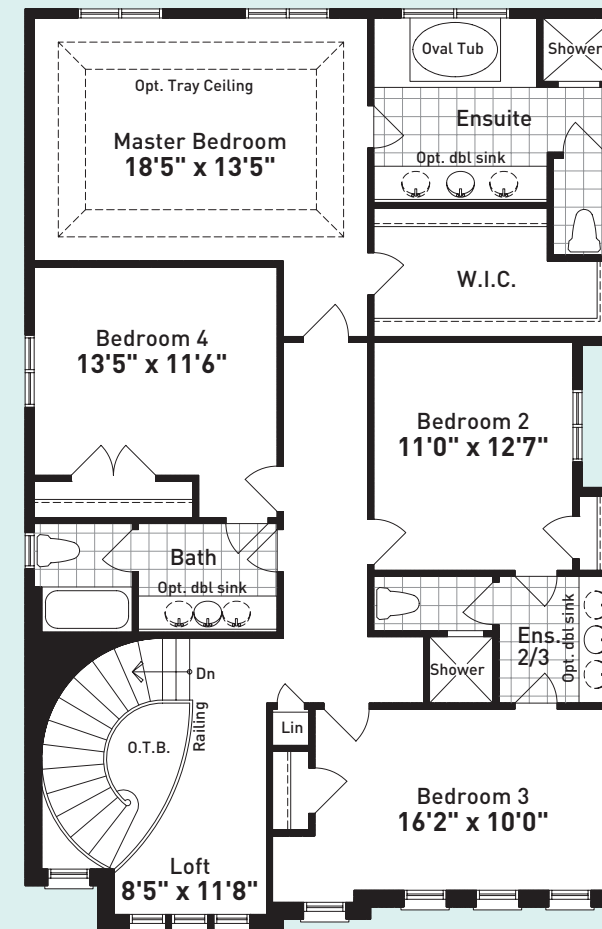 Oval Tub
Shower
Opt. Tray Ceiling
Master Bedroom
18'5" x 13'5"
Ensuite
Opt. dbl sink
W.I.C.
Bedroom 4
13'5" x 11'6"
Bedroom 2
11'0" x 12'7"
Bath
Opt. dbl sink
Ens.
2/3
Opt. dbl sink
Shower
Dn
Railing
O.T.B.
Lin
Bedroom 3
16'2" x 10'0"
Loft
8'5" x 11'8"